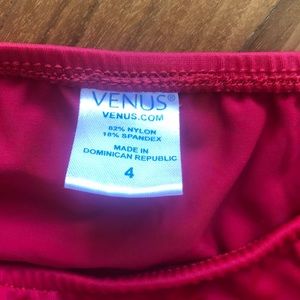 VENUS®
VENUS.COM
82% NYLON
18% SPANDEX
MADE IN
DOMINICAN REPUBLIC
4